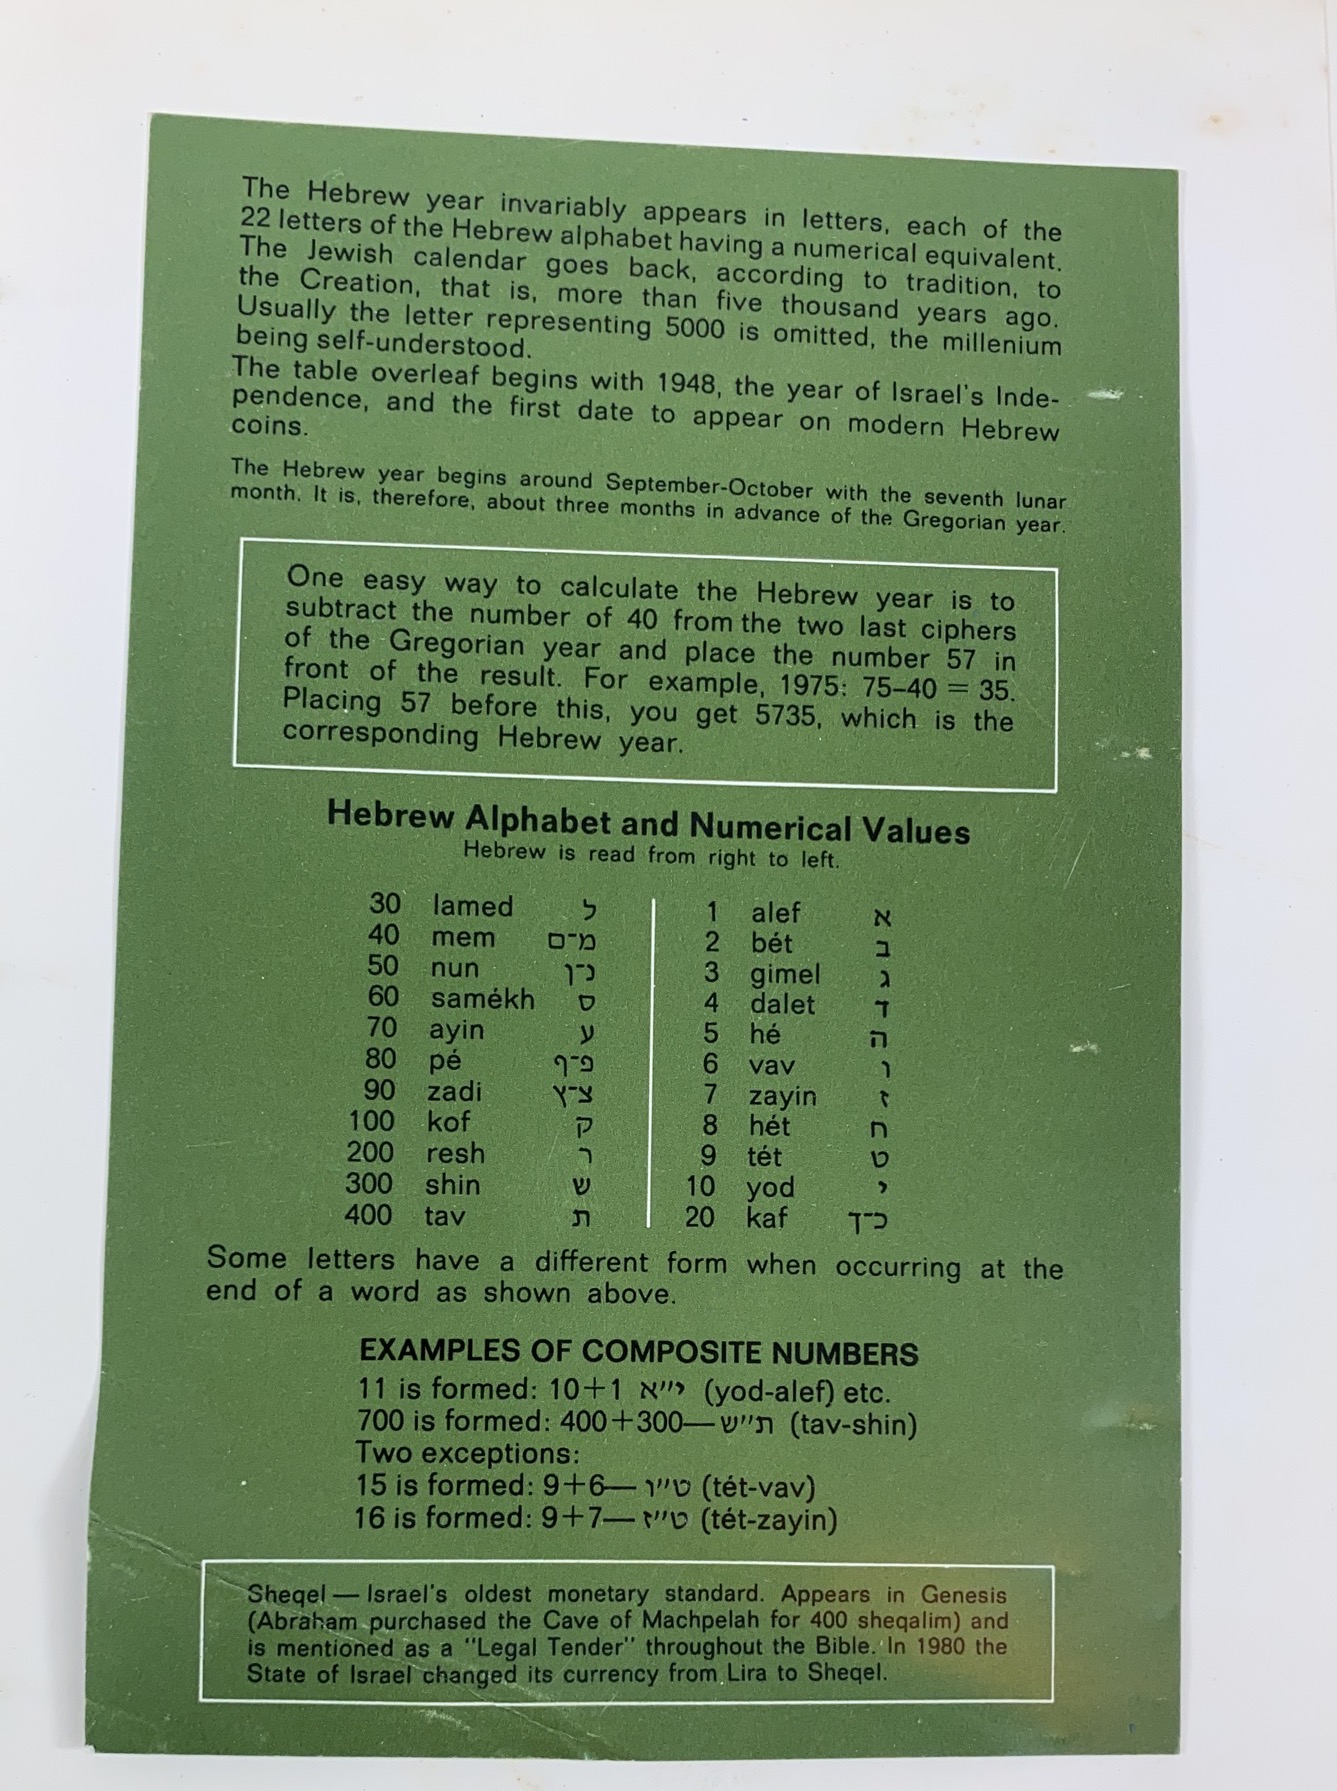 The Hebrew year invariably appears in letters, each of the
22 letters of the Hebrew alphabet having a numerical equivalent.
The Jewish calendar goes back, according to tradition, to
the Creation, that is, more than five thousand years ago.
Usually the letter representing 5000 is omitted, the millenium
being self-understood.
The table overleaf begins with 1948, the year of Israel's Inde-
pendence, and the first date to appear on modern Hebrew
coins.
The Hebrew year begins around September-October with the seventh lunar
month. It is, therefore, about three months in advance of the Gregorian year.
One easy way to calculate the Hebrew year is to
subtract the number of 40 from the two last ciphers
of the Gregorian year and place the number 57 in
front of the result. For example, 1975: 75–40 = 35.
Placing 57 before this, you get 5735, which is the
corresponding Hebrew year.
Hebrew Alphabet and Numerical Values
Hebrew is read from right to left.
30 lamed ל 1 alef א
40 mem מ־ם 2 bét ב
50 nun נ־ן 3 gimel ג
60 samékh ס 4 dalet ד
70 ayin ע 5 hé ה
80 pé פ־ף 6 vav ו
90 zadi צ־ץ 7 zayin ז
100 kof ק 8 hét ח
200 resh ר 9 tét ט
300 shin ש 10 yod י
400 tav ת 20 kaf כ־ך
Some letters have a different form when occurring at the
end of a word as shown above.
EXAMPLES OF COMPOSITE NUMBERS
11 is formed: 10+1 י״א (yod-alef) etc.
700 is formed: 400+300—ת״ש (tav-shin)
Two exceptions:
15 is formed: 9+6— ט״ו (tét-vav)
16 is formed: 9+7— ט״ז (tét-zayin)
Sheqel — Israel's oldest monetary standard. Appears in Genesis
(Abraham purchased the Cave of Machpelah for 400 sheqalim) and
is mentioned as a "Legal Tender" throughout the Bible. In 1980 the
State of Israel changed its currency from Lira to Sheqel.